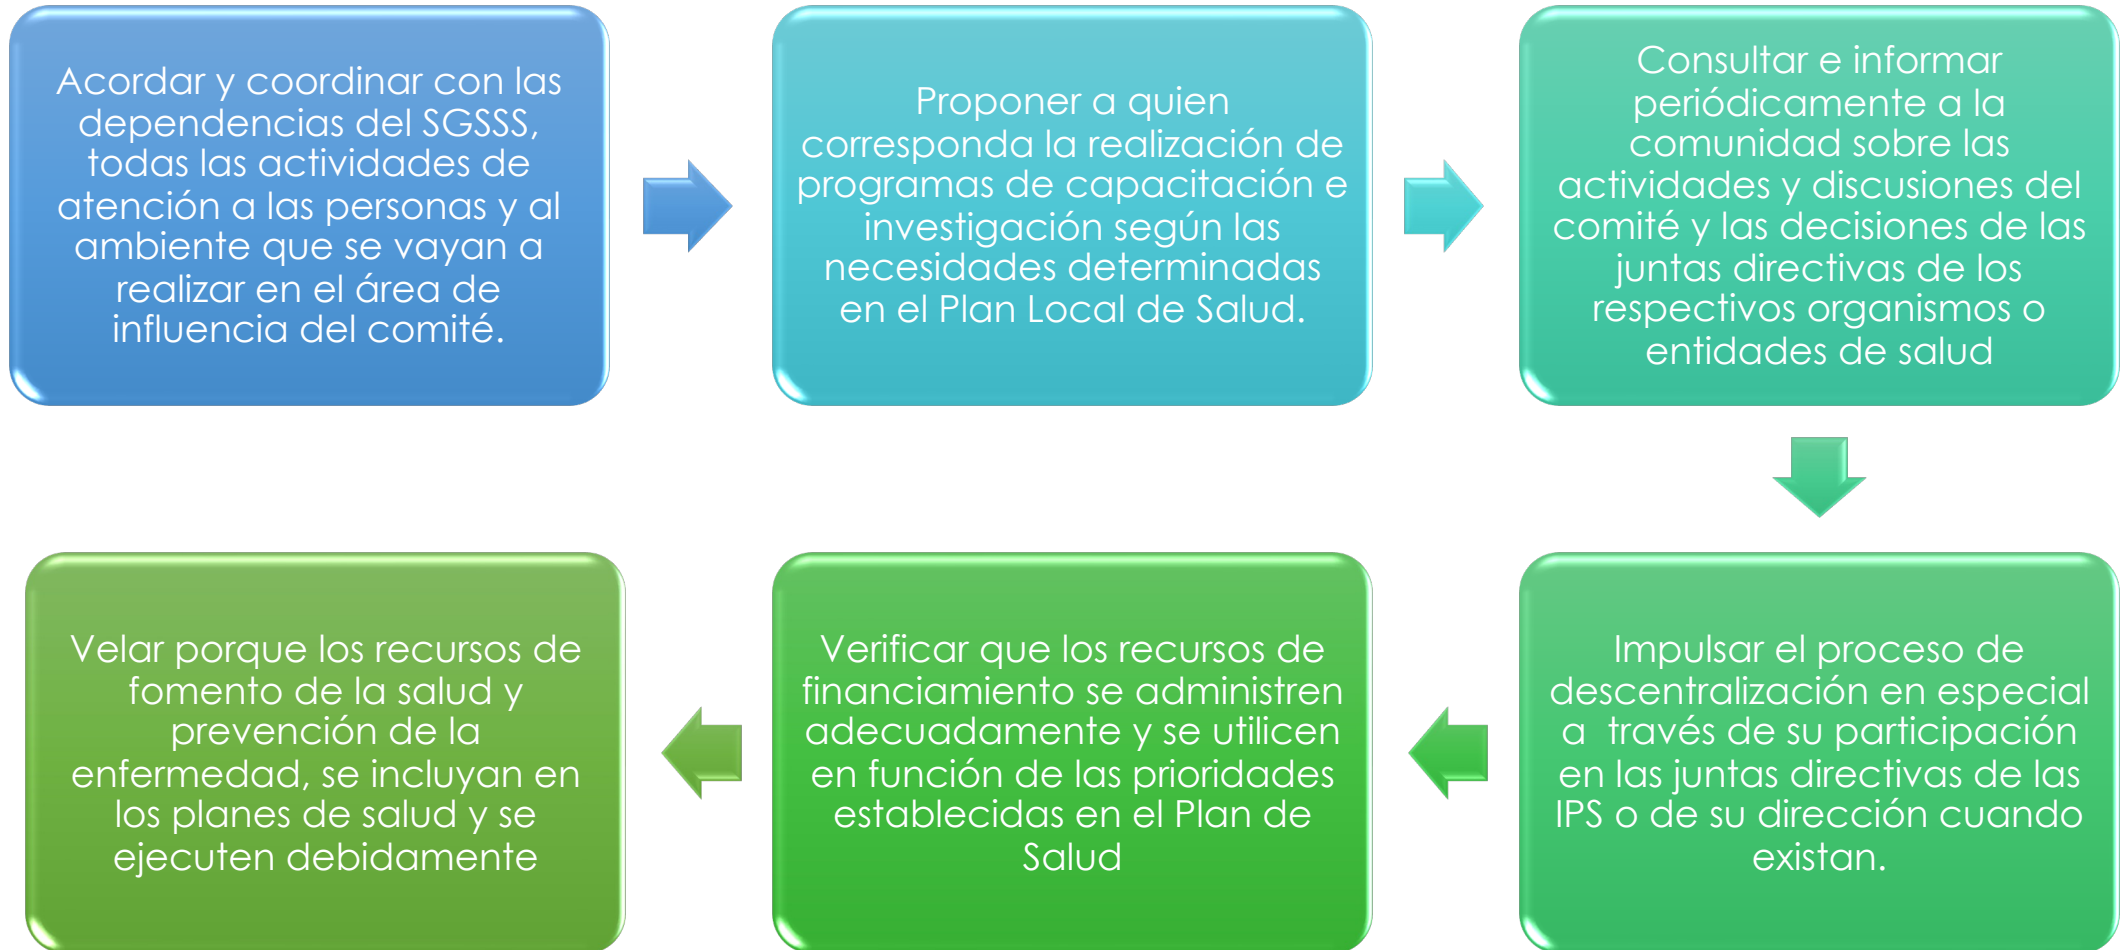 Acordar y coordinar con las
dependencias del SGSSS,
todas las actividades de
atención a las personas y al
ambiente que se vayan a
realizar en el área de
influencia del comité.
Proponer a quien
corresponda la realización de
programas de capacitación e
investigación según las
necesidades determinadas
en el Plan Local de Salud.
Consultar e informar
periódicamente a la
comunidad sobre las
actividades y discusiones del
comité y las decisiones de las
juntas directivas de los
respectivos organismos o
entidades de salud
Impulsar el proceso de
descentralización en especial
a  través de su participación
en las juntas directivas de las
IPS o de su dirección cuando
existan.
Verificar que los recursos de
financiamiento se administren
adecuadamente y se utilicen
en función de las prioridades
establecidas en el Plan de
Salud
Velar porque los recursos de
fomento de la salud y
prevención de la
enfermedad, se incluyan en
los planes de salud y se
ejecuten debidamente